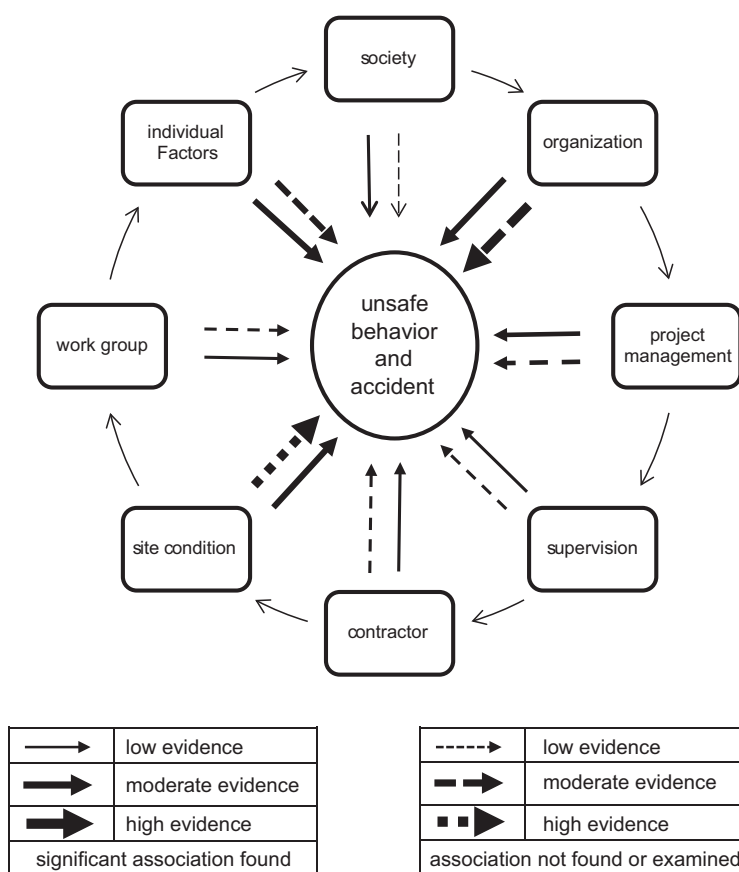 society
individual
Factors
organization
unsafe
behavior
and
accident
work group
project
management
site condition
supervision
contractor
low evidence
moderate evidence
high evidence
significant association found
low evidence
moderate evidence
high evidence
association not found or examined